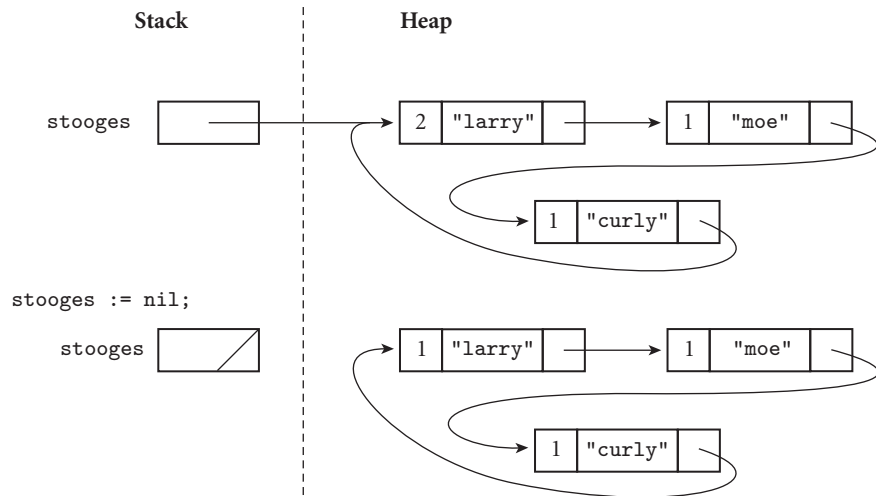 Stack Heap
stooges 2 "larry" 1 "moe"
1 "curly"
stooges := nil;
stooges 1 "larry" 1 "moe"
1 "curly"